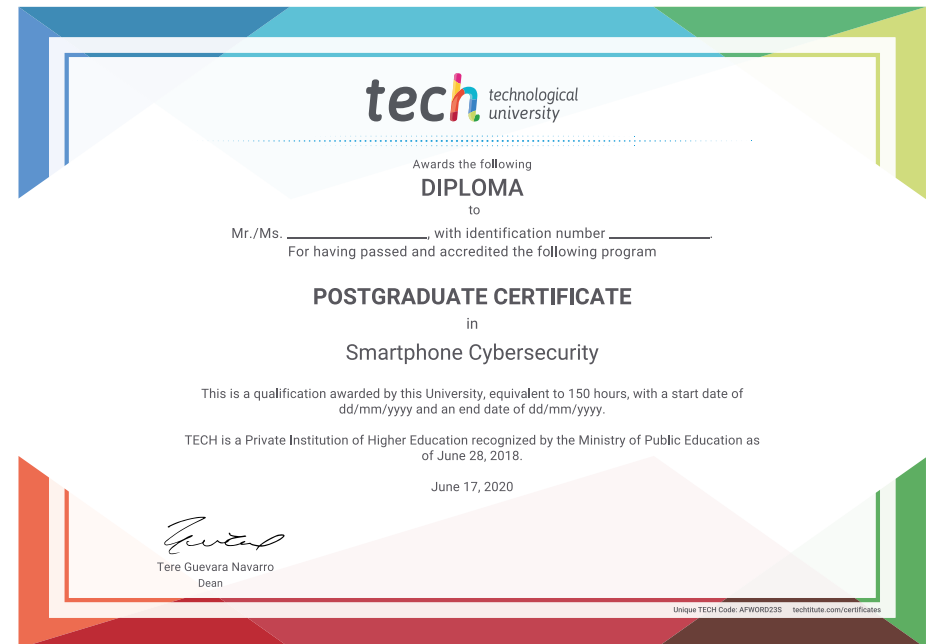 tech technological
university
Awards the following
DIPLOMA
to
Mr./Ms. ____________________, with identification number ______________.
For having passed and accredited the following program
POSTGRADUATE CERTIFICATE
in
Smartphone Cybersecurity
This is a qualification awarded by this University, equivalent to 150 hours, with a start date of
dd/mm/yyyy and an end date of dd/mm/yyyy.
TECH is a Private Institution of Higher Education recognized by the Ministry of Public Education as
of June 28, 2018.
June 17, 2020
Tere Guevara Navarro
Dean
Unique TECH Code: AFWORD23S techtitute.com/certificates